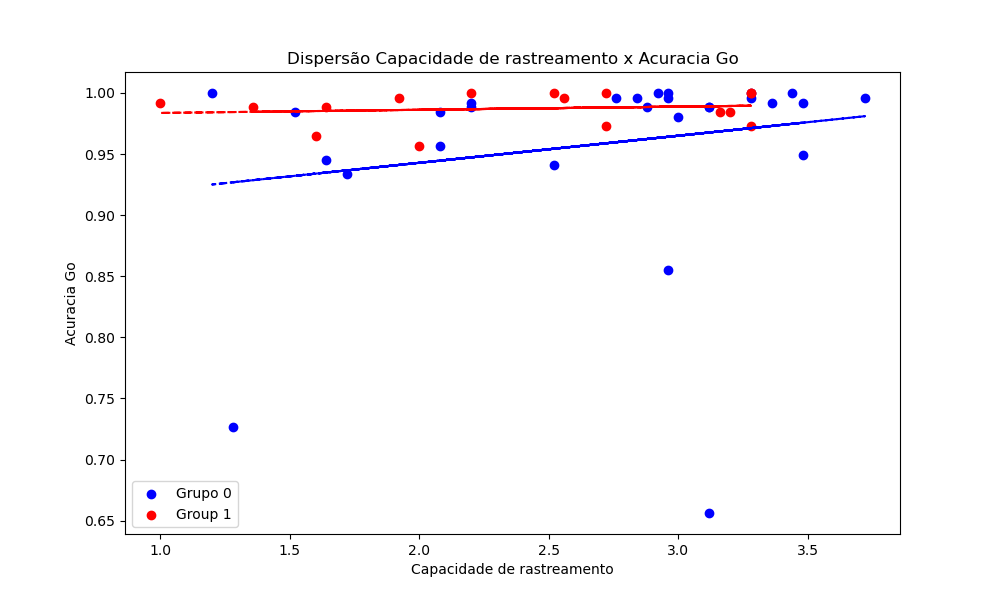 Dispersão Capacidade de rastreamento x Acuracia Go
Acuracia Go
1.00
0.95
0.90
0.85
0.80
0.75
0.70
0.65
Grupo 0
Group 1
1.0 1.5 2.0 2.5 3.0 3.5
Capacidade de rastreamento